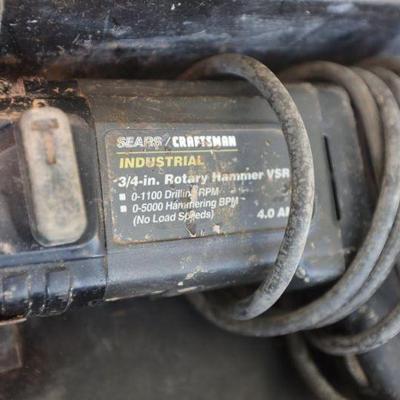 SEARS / CRAFTSMAN
INDUSTRIAL
3/4-in. Rotary Hammer VSR
■ 0-1100 Drilling RPM
■ 0-5000 Hammering BPM
(No Load Speeds) 4.0